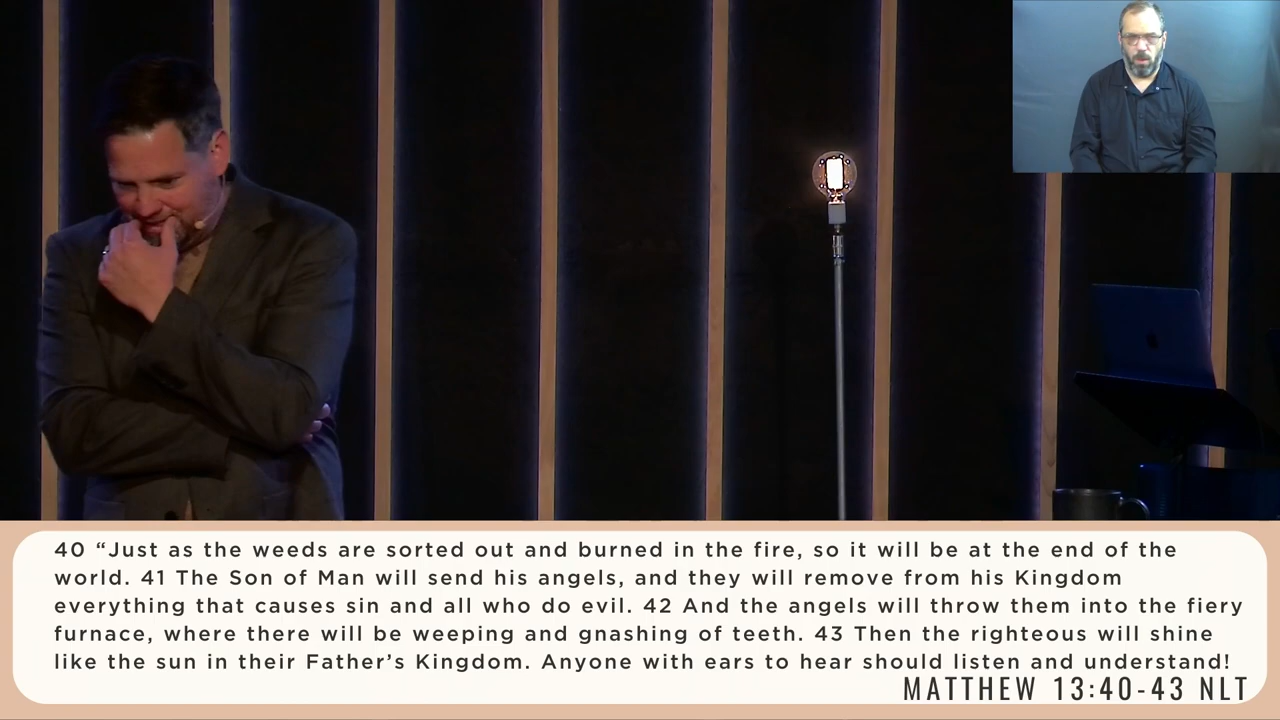 40 “Just as the weeds are sorted out and burned in the fire, so it will be at the end of the
world. 41 The Son of Man will send his angels, and they will remove from his Kingdom
everything that causes sin and all who do evil. 42 And the angels will throw them into the fiery
furnace, where there will be weeping and gnashing of teeth. 43 Then the righteous will shine
like the sun in their Father’s Kingdom. Anyone with ears to hear should listen and understand!
MATTHEW 13:40-43 NLT